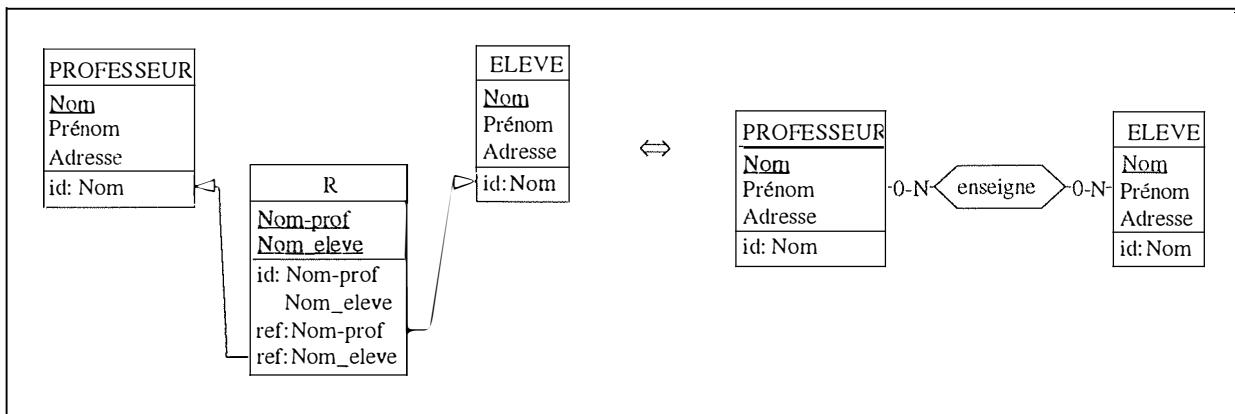 PROFESSEUR
Nom
Prénom
Adresse
id: Nom
R
Nom-prof
Nom_eleve
id: Nom-prof
Nom_eleve
ref:Nom-prof
ref:Nom_eleve
ELEVE
Nom
Prénom
Adresse
id:Nom
⇔
PROFESSEUR
Nom
Prénom
Adresse
id: Nom
0-N
enseigne
0-N
ELEVE
Nom
Prénom
Adresse
id:Nom